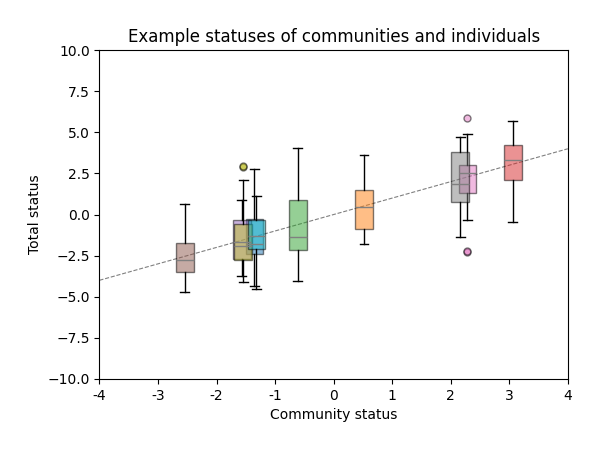 Example statuses of communities and individuals
10.0
7.5
5.0
2.5
0.0
−2.5
−5.0
−7.5
−10.0
Total status
-4 -3 -2 -1 0 1 2 3 4
Community status